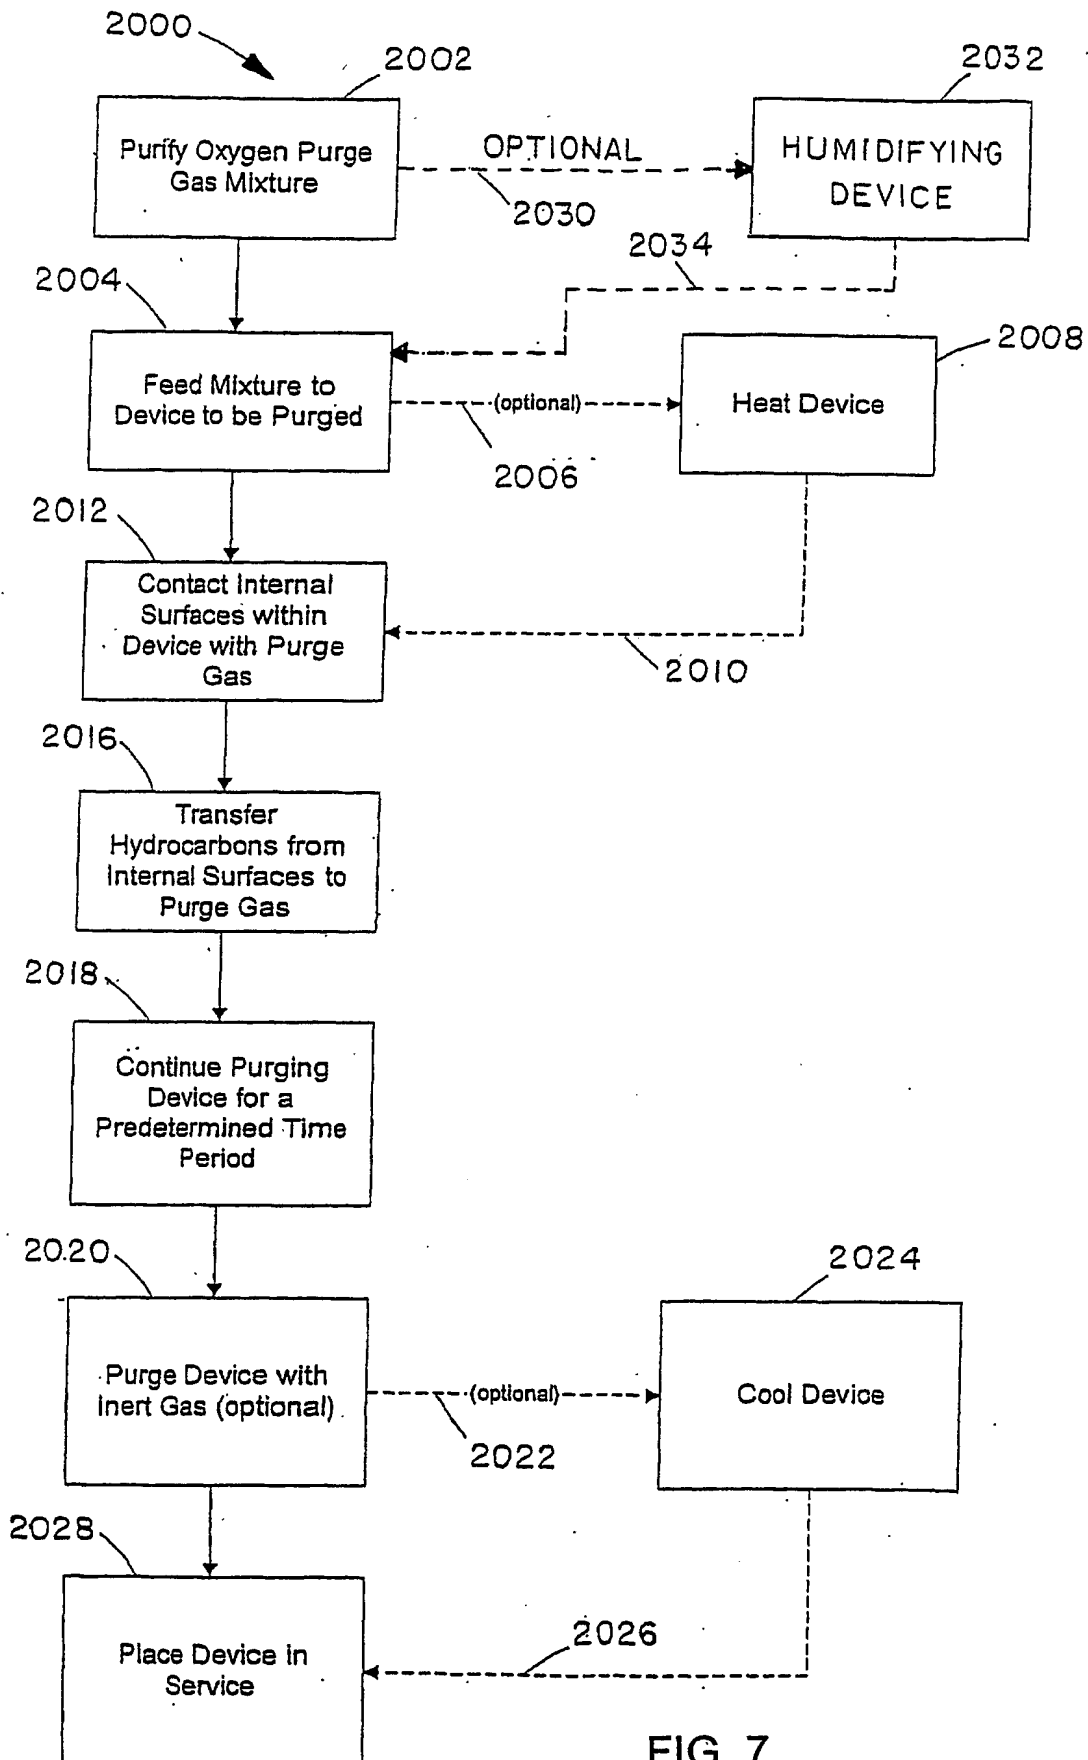 2000
2002
2032
Purify Oxygen Purge
Gas Mixture
OPTIONAL
2030
HUMIDIFYING
DEVICE
2034
2004
Feed Mixture to
Device to be Purged
(optional)
2006
2008
Heat Device
2012
Contact Internal
Surfaces within
Device with Purge
Gas
2010
2016
Transfer
Hydrocarbons from
Internal Surfaces to
Purge Gas
2018
Continue Purging
Device for a
Predetermined Time
Period
2020
Purge Device with
Inert Gas (optional)
(optional)
2022
2024
Cool Device
2028
Place Device in
Service
2026
FIG. 7